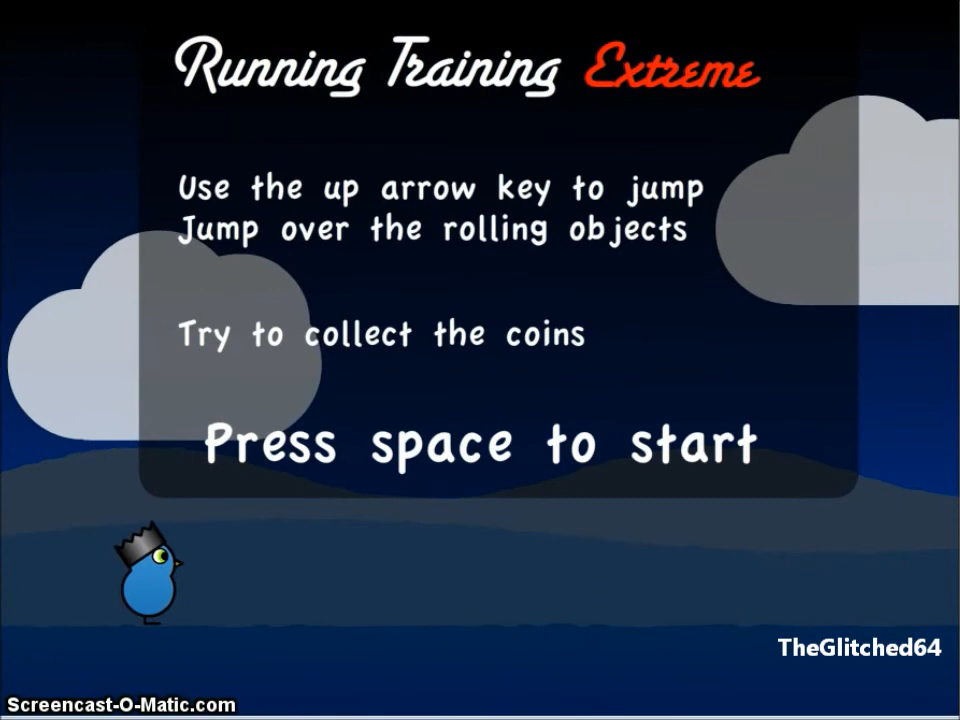 Running Training Extreme
Use the up arrow key to jump
Jump over the rolling objects
Try to collect the coins
Press space to start
TheGlitched64
Screencast-O-Matic.com